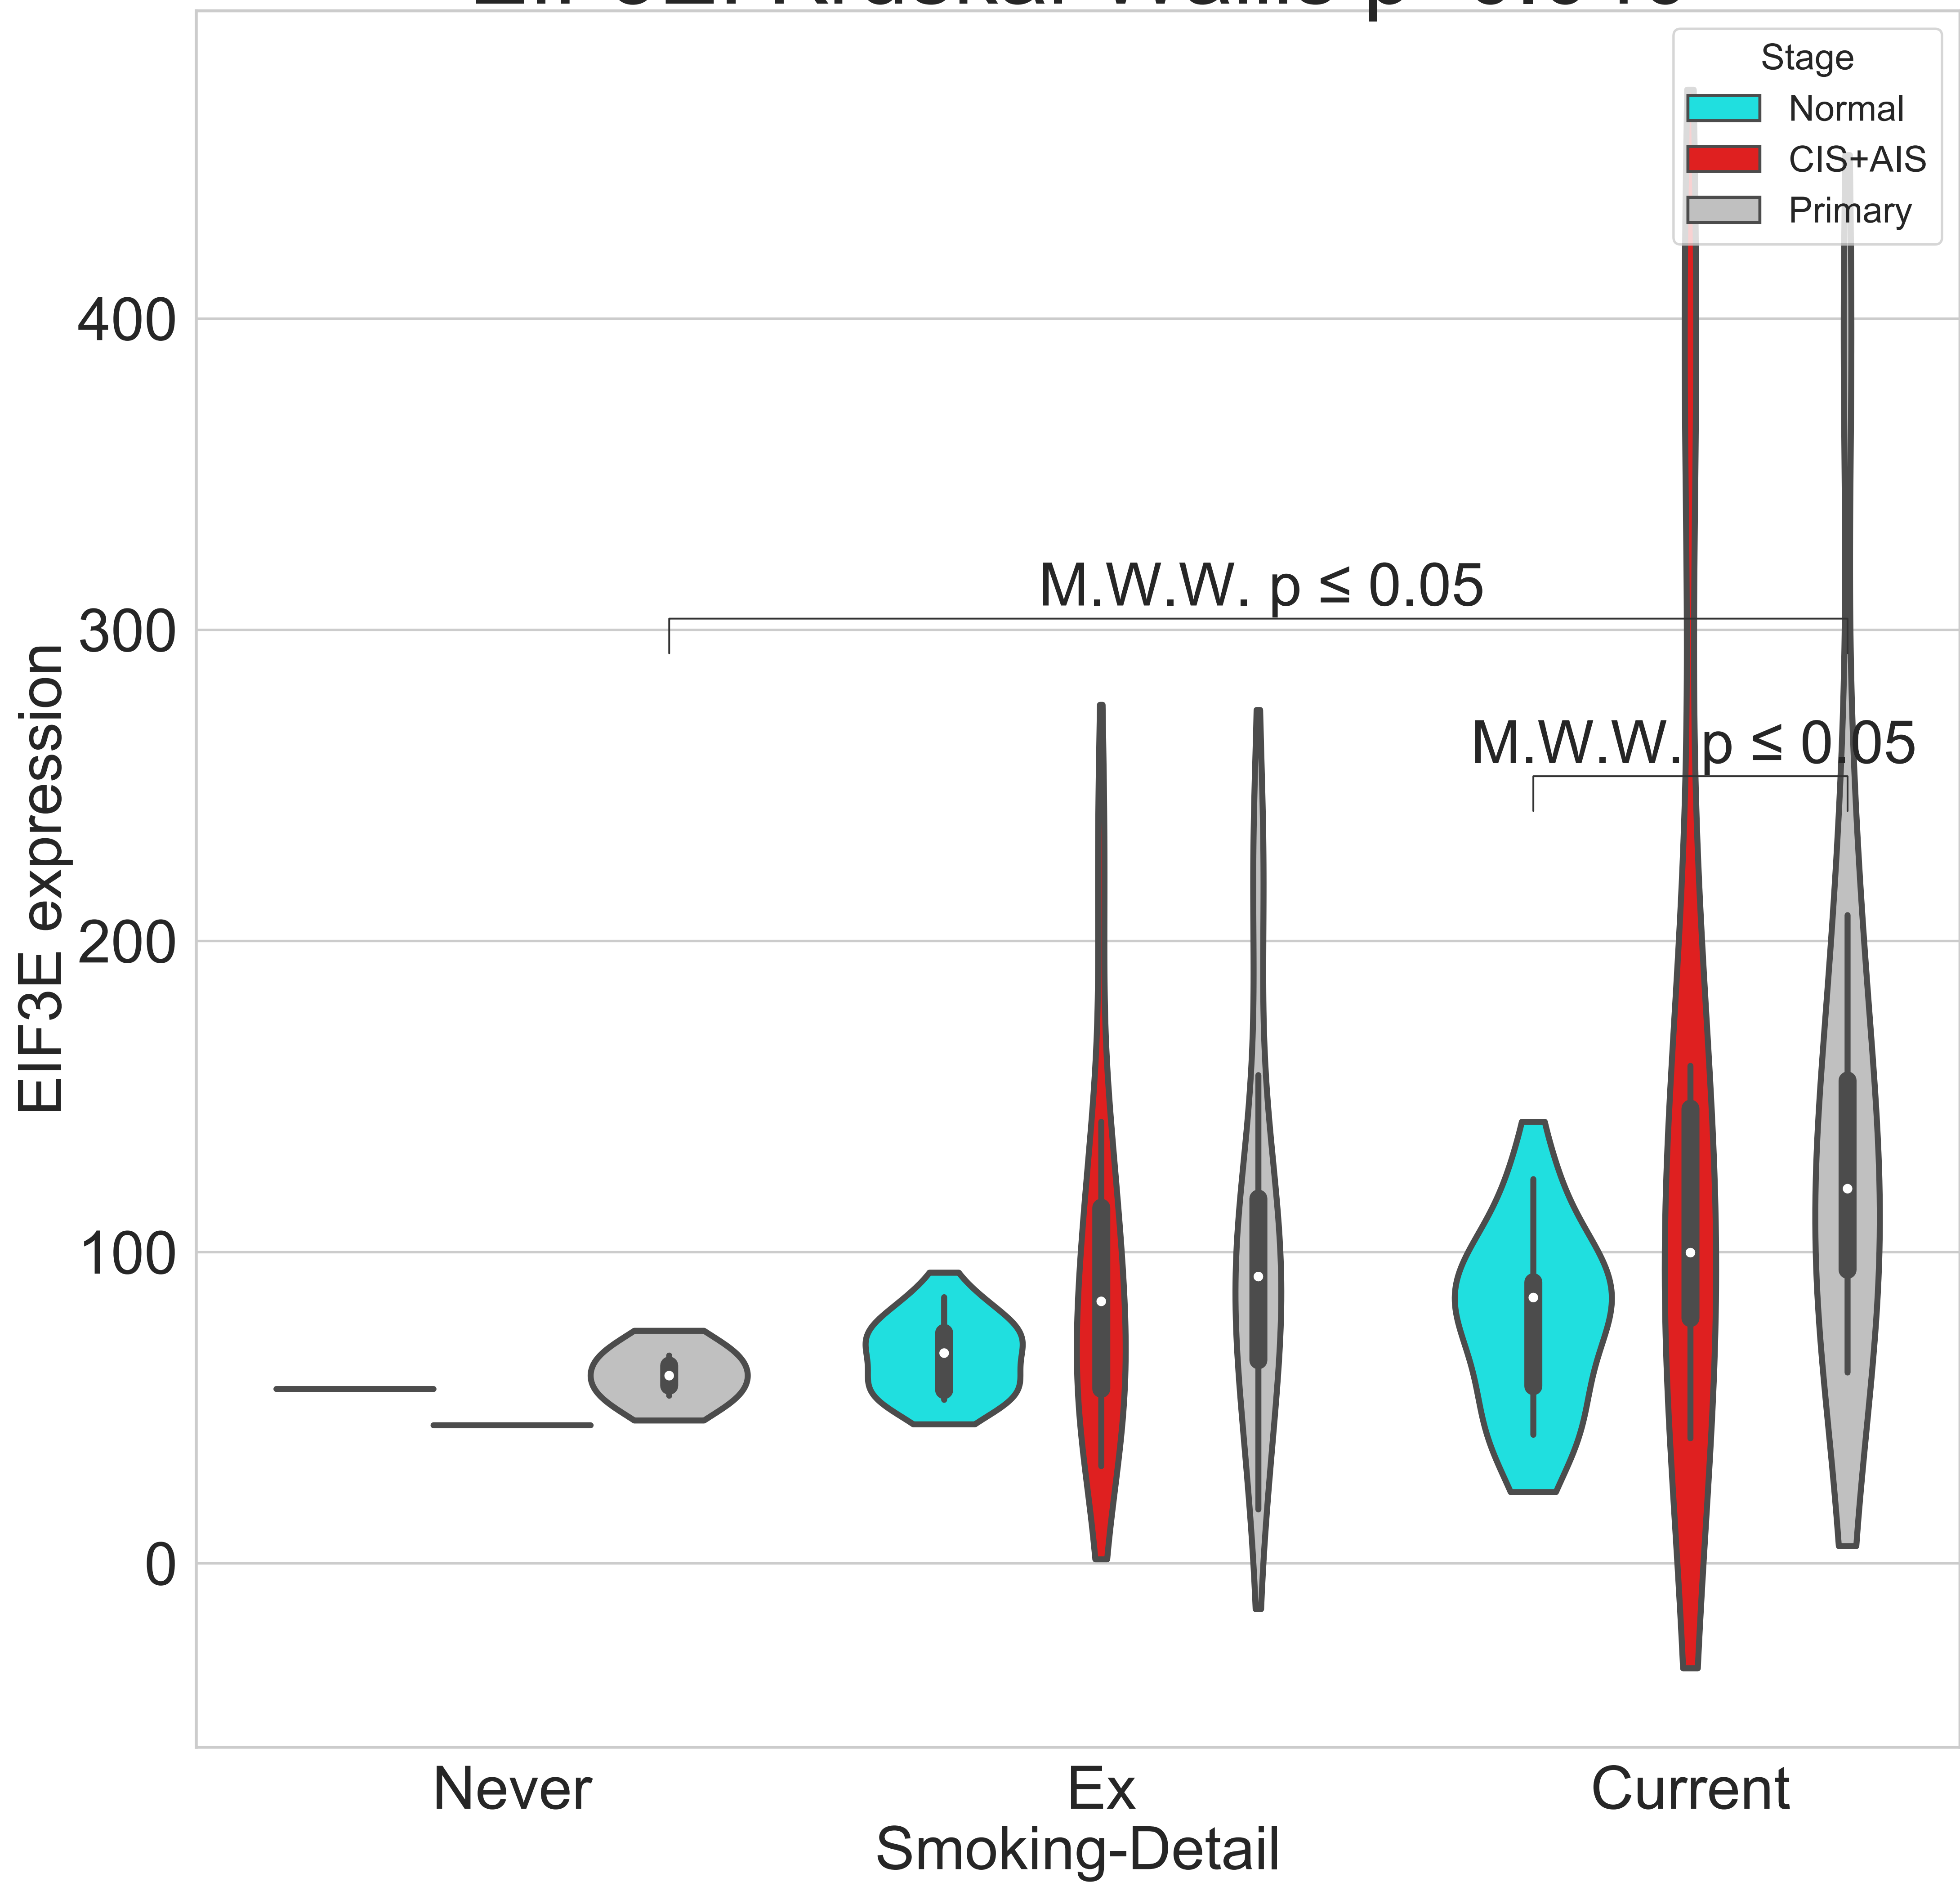 Stage
Normal
CIS+AIS
Primary
400
300
200
100
0
EIF3E expression
M.W.W. p ≤ 0.05
M.W.W. p ≤ 0.05
Never
Ex
Current
Smoking-Detail